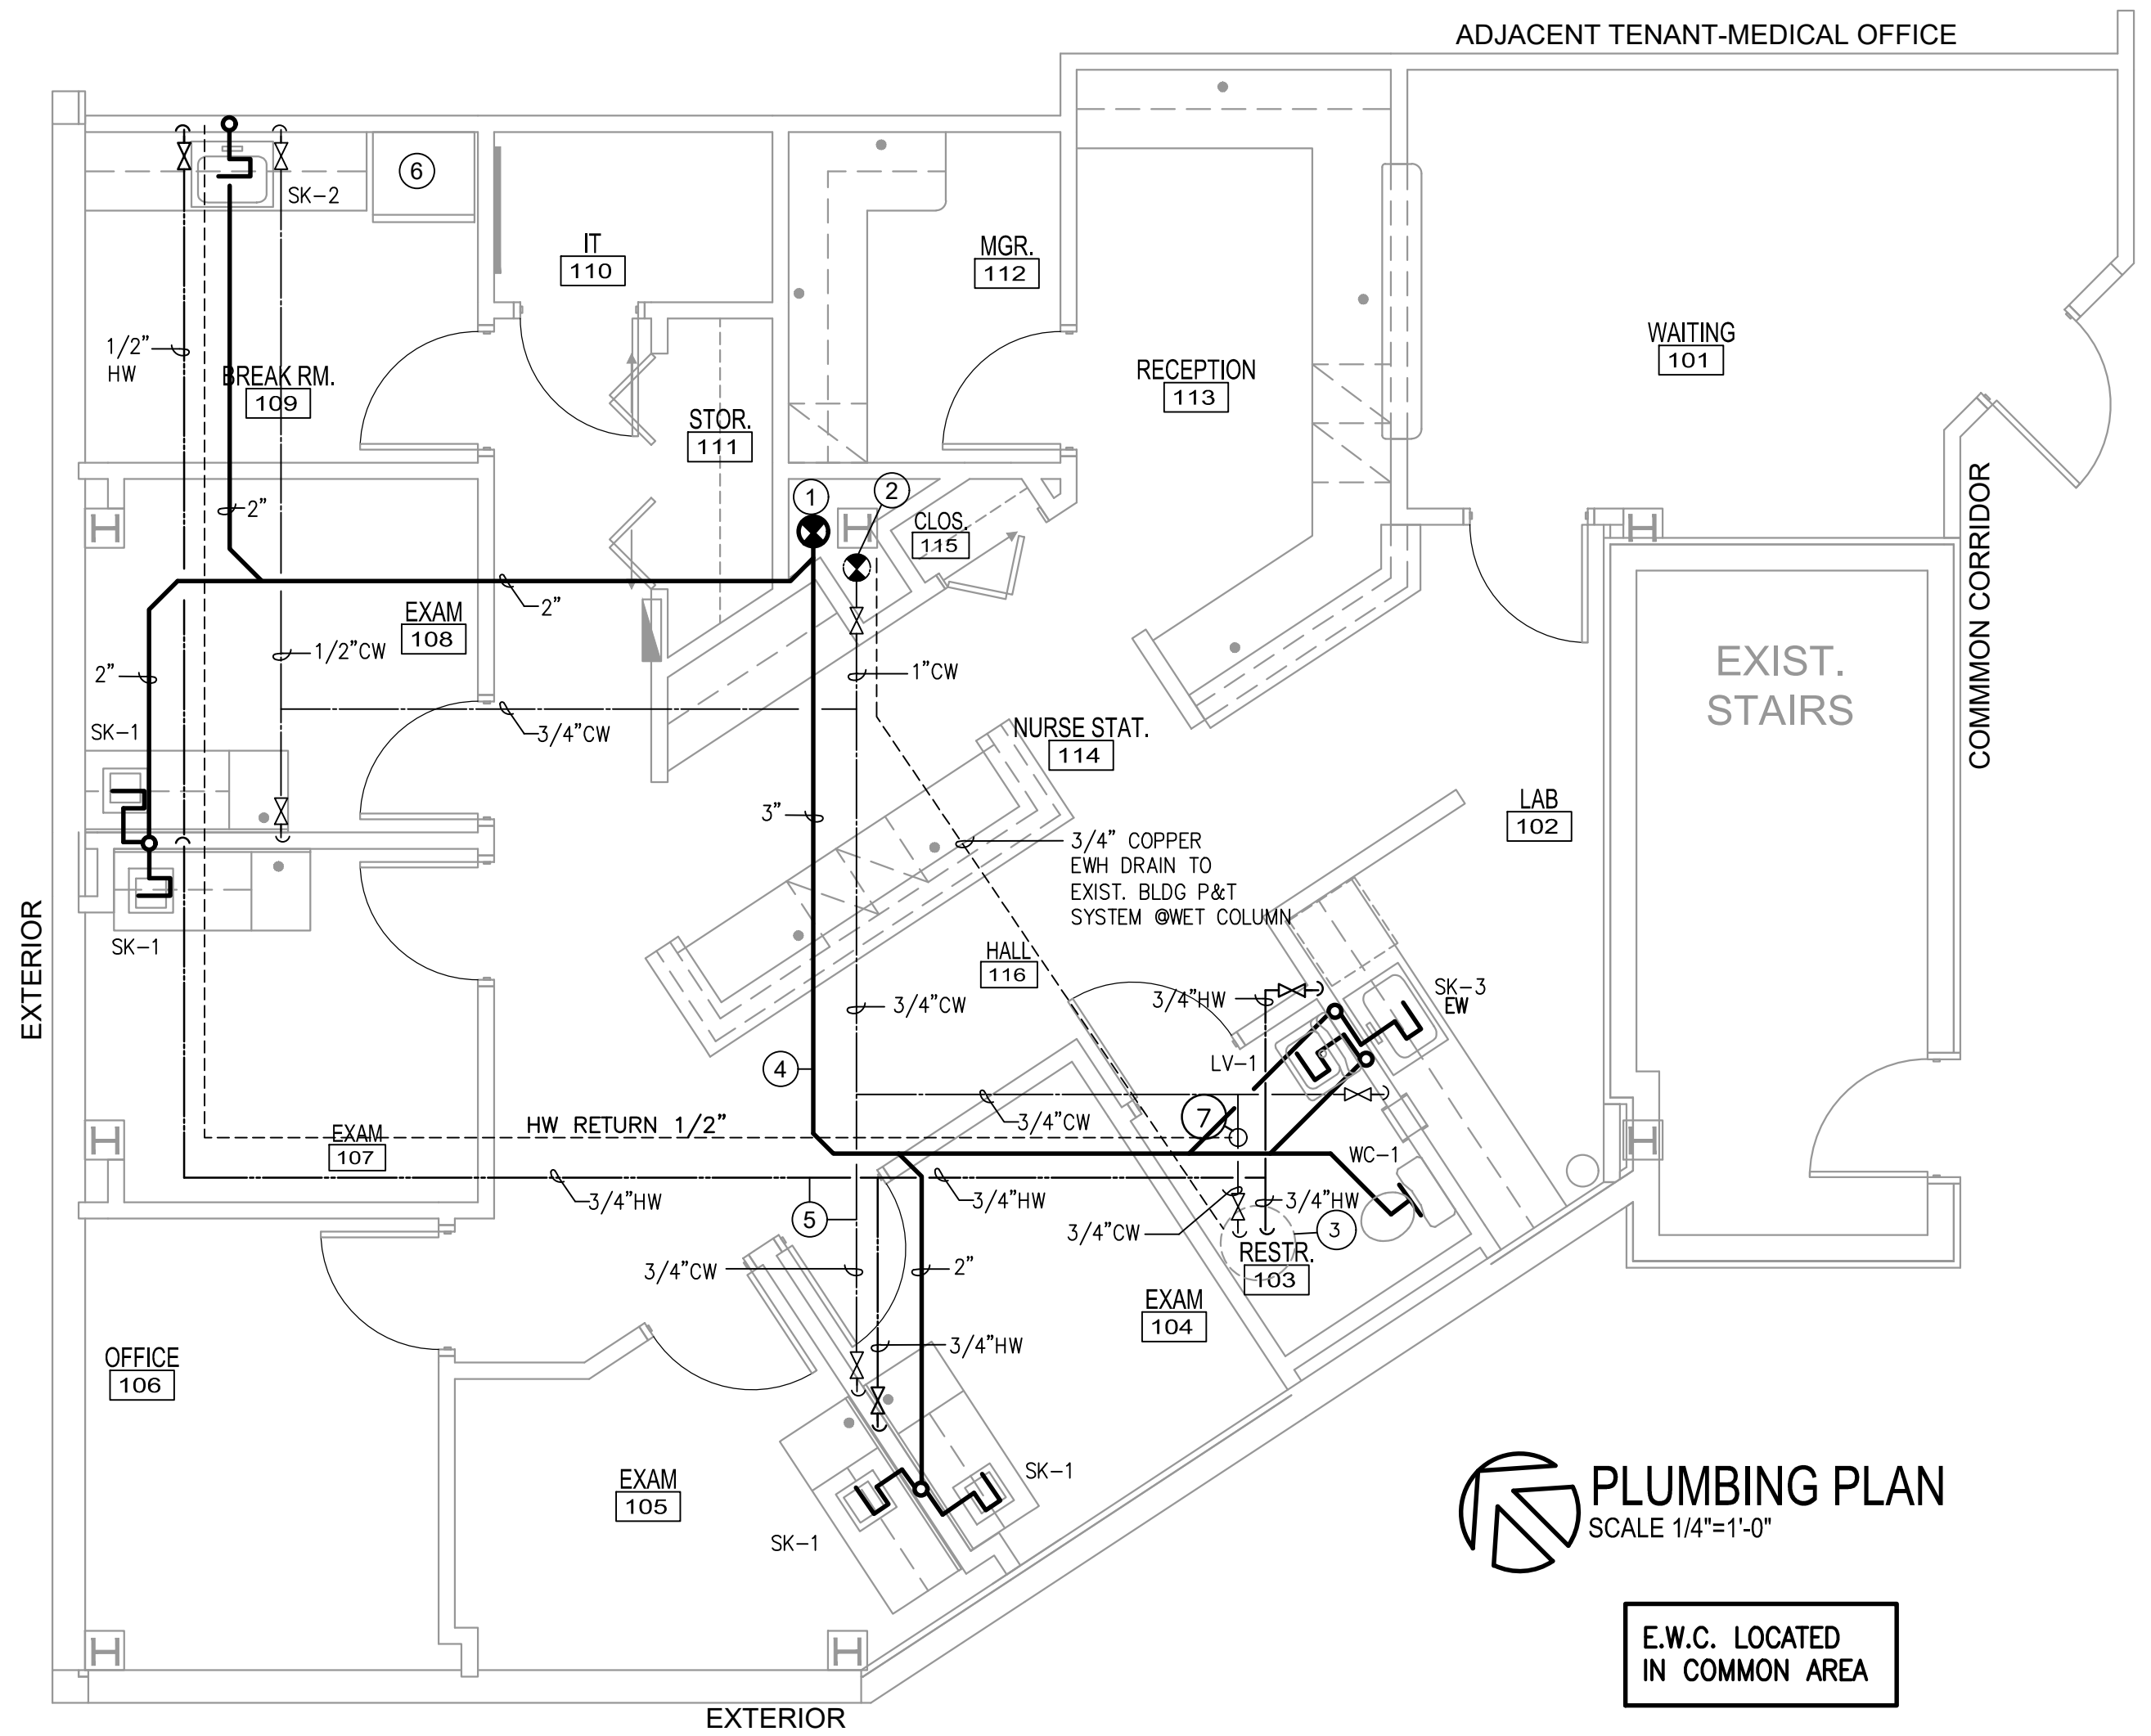 ADJACENT TENANT-MEDICAL OFFICE
6
SK-2
IT
110
MGR.
112
WAITING
101
1/2"
HW
BREAK RM.
109
RECEPTION
113
STOR.
111
2"
1
2
CLOS.
115
COMMMON CORRIDOR
2"
EXAM
108
1/2"CW
2"
1"CW
EXIST.
STAIRS
SK-1
3/4"CW
NURSE STAT.
114
3"
LAB
102
3/4" COPPER
EWH DRAIN TO
EXIST. BLDG P&T
SYSTEM @WET COLUMN
SK-1
EXTERIOR
HALL
116
3/4"HW
SK-3
EW
3/4"CW
4
LV-1
HW RETURN 1/2"
3/4"CW
7
EXAM
107
WC-1
3/4"HW
3/4"HW
3/4"HW
5
3/4"CW
3
RESTR.
103
3/4"CW
2"
EXAM
104
3/4"HW
OFFICE
106
EXAM
105
SK-1
SK-1
PLUMBING PLAN
SCALE 1/4"=1'-0"
E.W.C. LOCATED
IN COMMON AREA
EXTERIOR